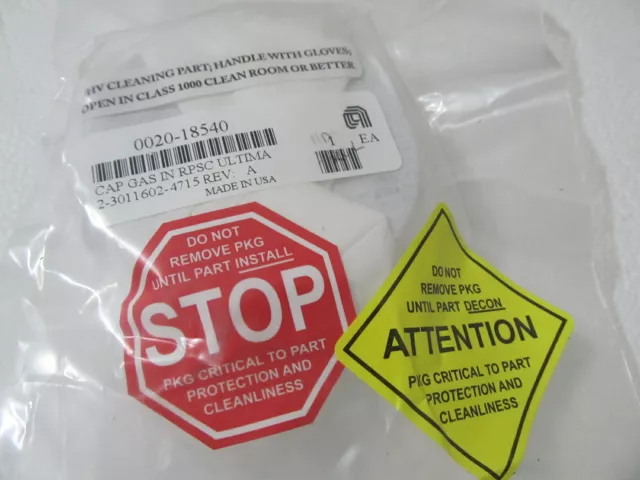 HV CLEANING PART; HANDLE WITH GLOVES;
OPEN IN CLASS 1000 CLEAN ROOM OR BETTER
0020-18540
1 EA
CAP GAS IN RPSC ULTIMA
2-3011602-4715 REV: A
MADE IN USA
DO NOT
REMOVE PKG
UNTIL PART INSTALL
STOP
PKG CRITICAL TO PART
PROTECTION AND
CLEANLINESS
DO NOT
REMOVE PKG
UNTIL PART DECON
ATTENTION
PKG CRITICAL TO PART
PROTECTION AND
CLEANLINESS